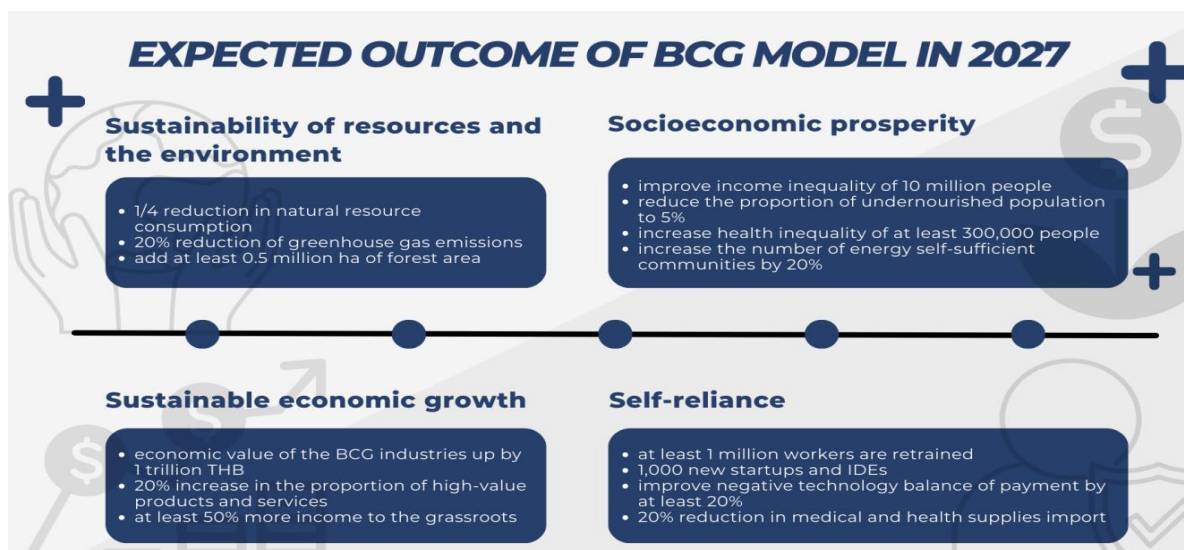 EXPECTED OUTCOME OF BCG MODEL IN 2027
Sustainability of resources and
the environment
• 1/4 reduction in natural resource
consumption
• 20% reduction of greenhouse gas emissions
• add at least 0.5 million ha of forest area
Socioeconomic prosperity
• improve income inequality of 10 million people
• reduce the proportion of undernourished population
to 5%
• increase health inequality of at least 300,000 people
• increase the number of energy self-sufficient
communities by 20%
Sustainable economic growth
• economic value of the BCG industries up by
1 trillion THB
• 20% increase in the proportion of high-value
products and services
• at least 50% more income to the grassroots
Self-reliance
• at least 1 million workers are retrained
• 1,000 new startups and IDEs
• improve negative technology balance of payment by
at least 20%
• 20% reduction in medical and health supplies import